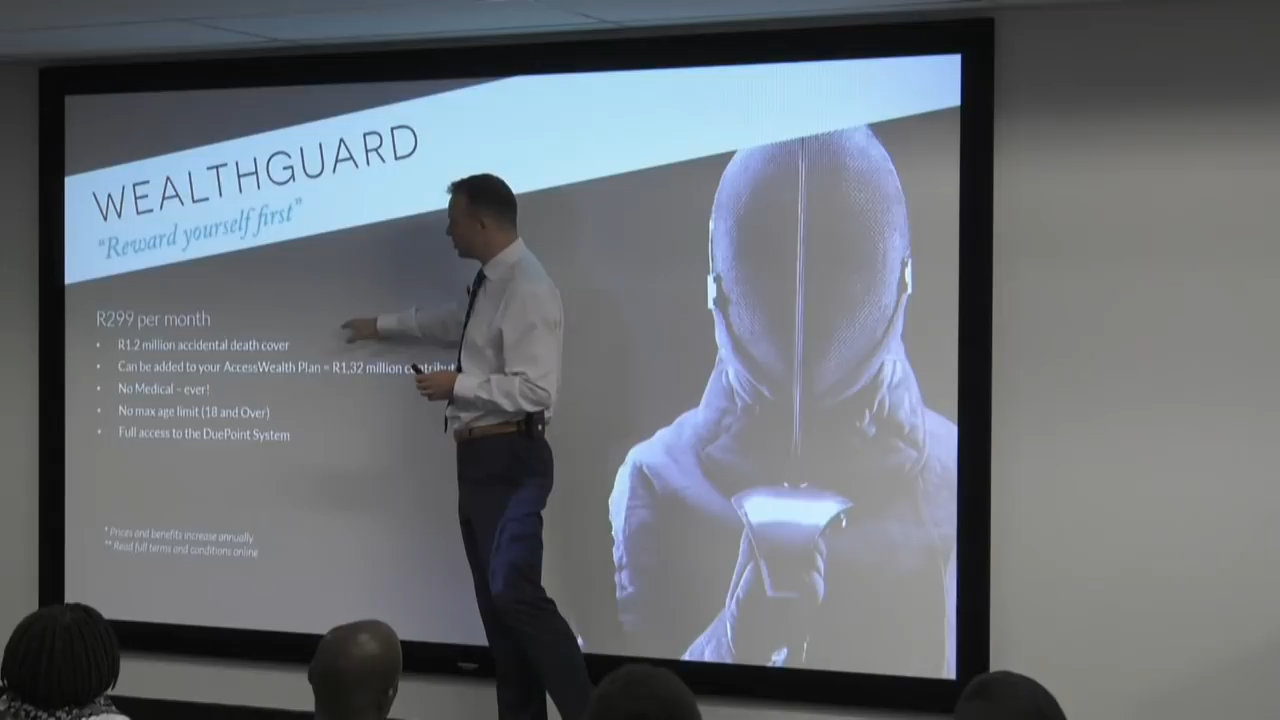 WEALTHGUARD
"Reward yourself first"
R299 per month
• R1.2 million accidental death cover
• Can be added to your AccessWealth Plan = R1,32 million
• No Medical – ever!
• No max age limit (18 and Over)
• Full access to the DuePoint System
* Prices and benefits increase annually
** Read full terms and conditions online